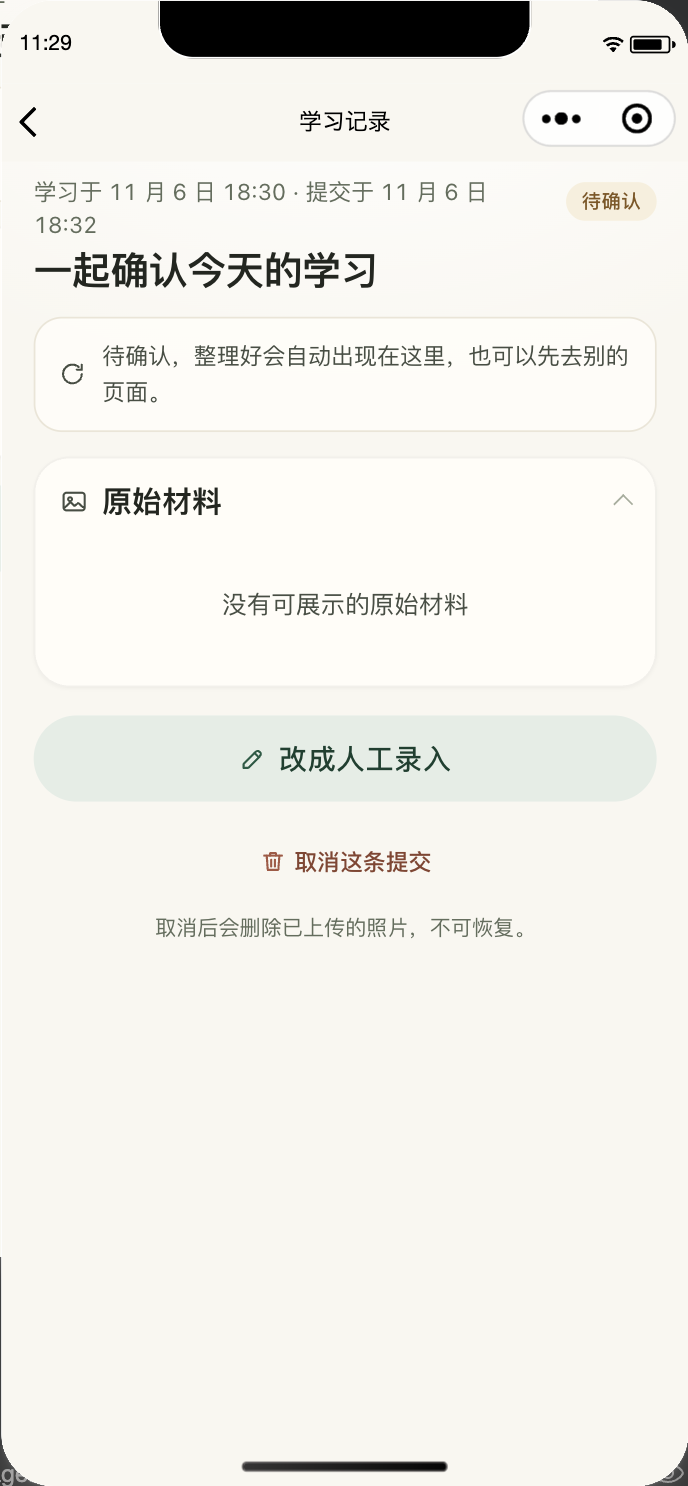 11:29
学习记录
学习于 11 月 6 日 18:30 · 提交于 11 月 6 日
18:32
待确认
一起确认今天的学习
待确认，整理好会自动出现在这里，也可以先去别的
页面。
原始材料
没有可展示的原始材料
改成人工录入
取消这条提交
取消后会删除已上传的照片，不可恢复。